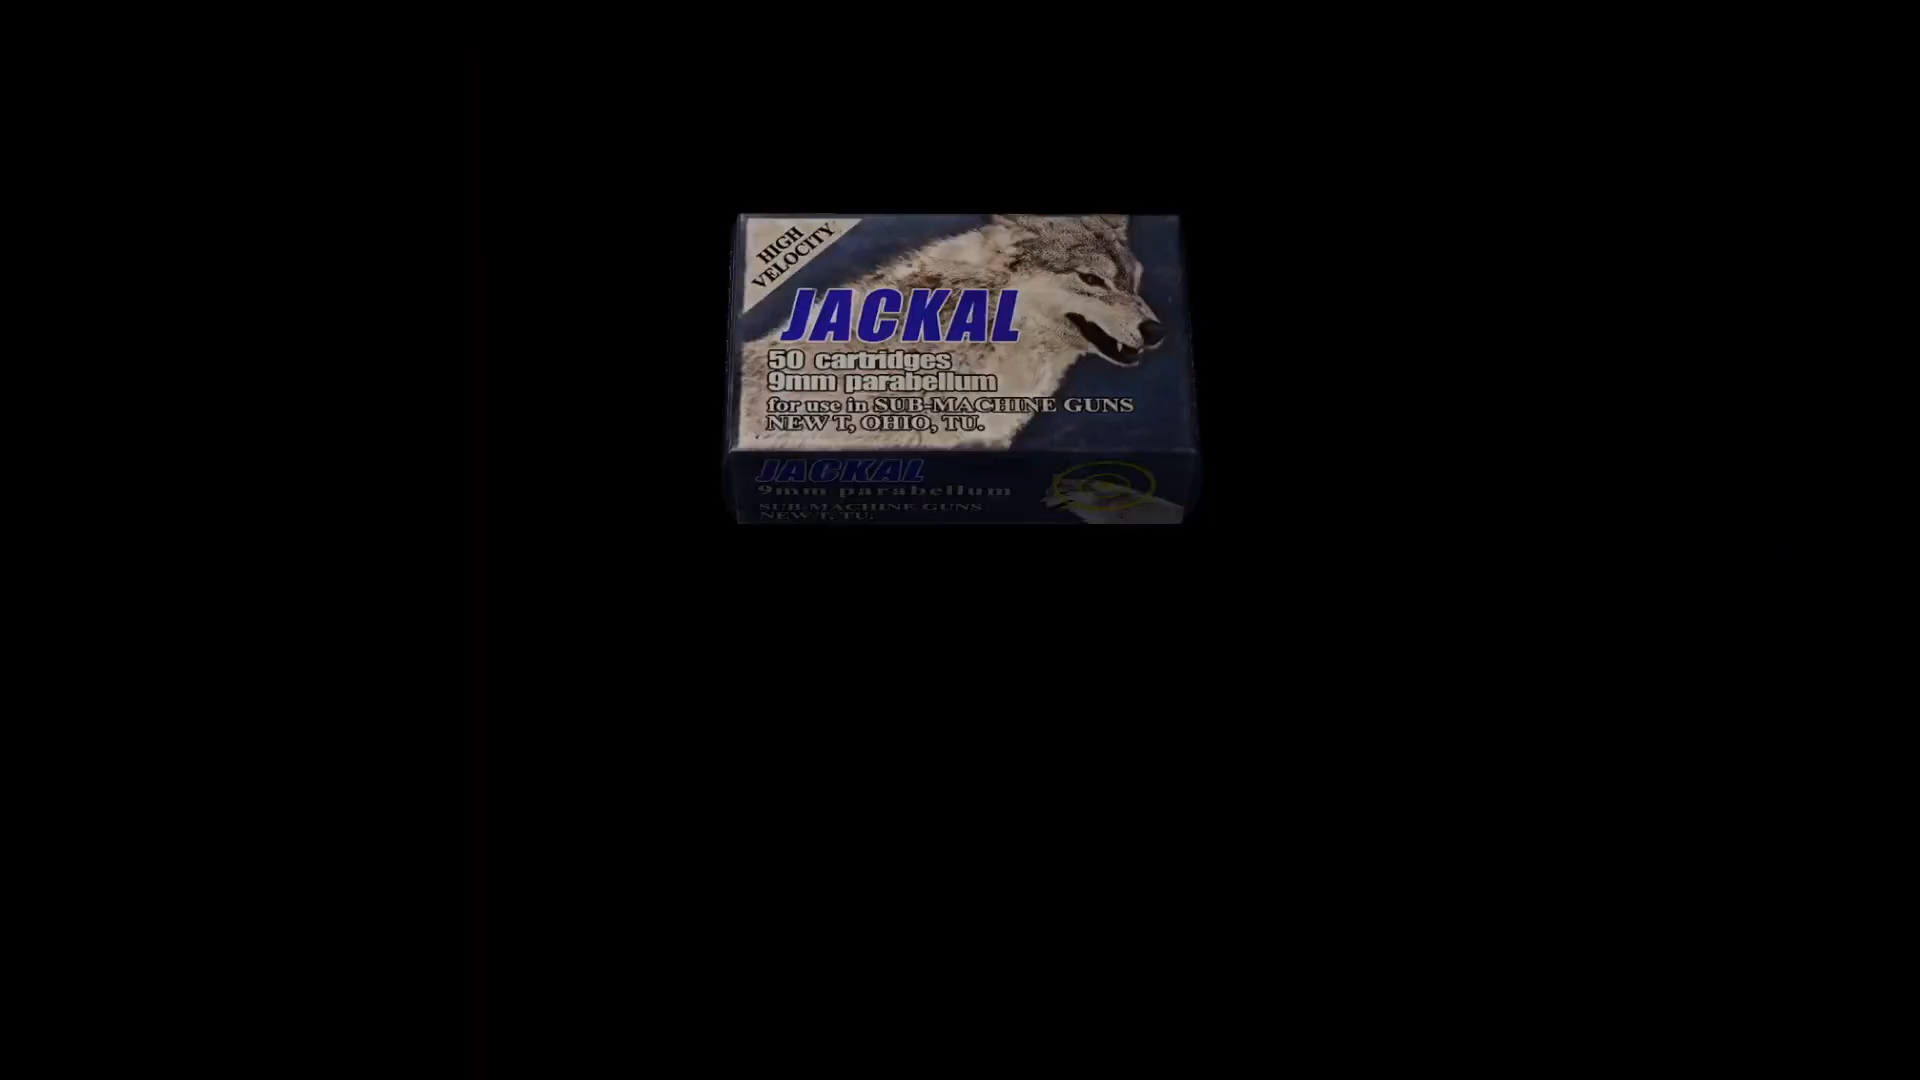 HIGH
VELOCITY
JACKAL
50 cartridges
9mm parabellum
for use in SUB-MACHINE GUNS
NEW T, OHIO, TU.
JACKAL
9mm parabellum
SUB-MACHINE GUNS
NEW T, TU.